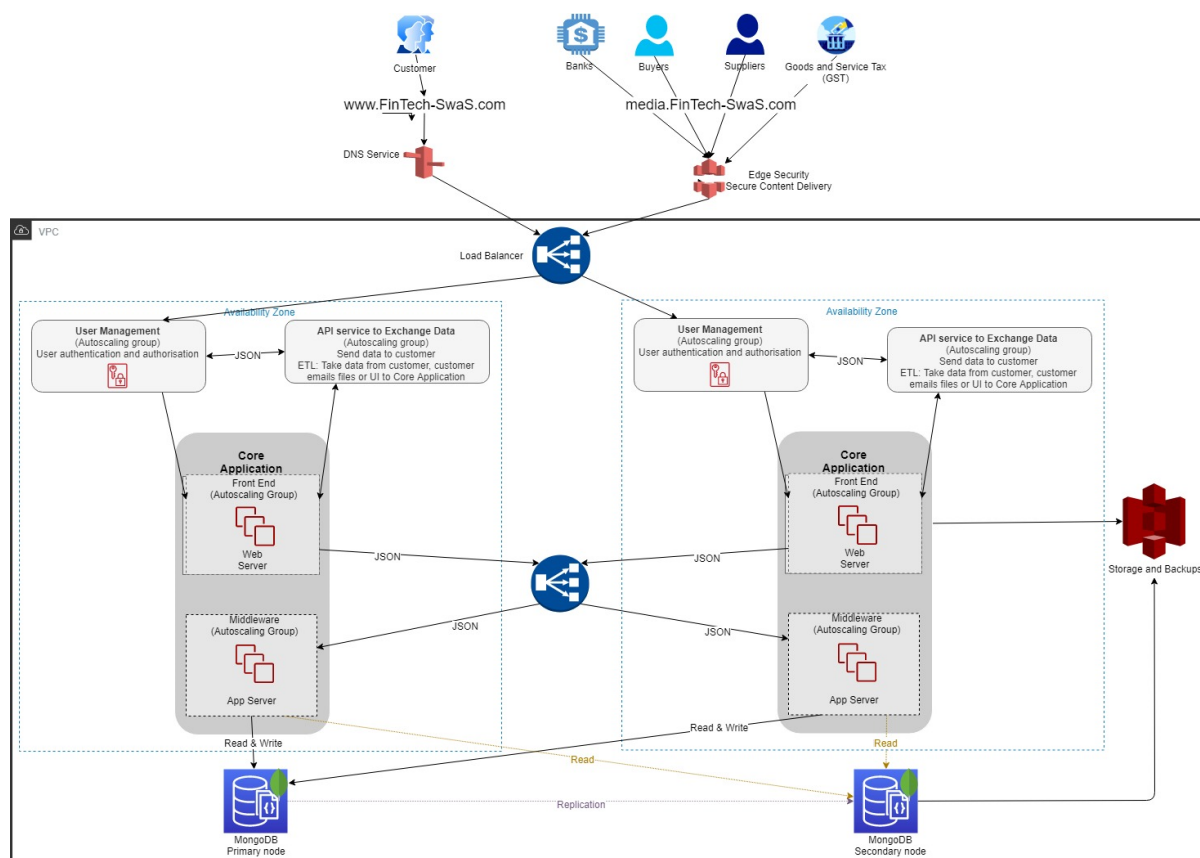 Customer
Banks
Buyers
Suppliers
Goods and Service Tax
(GST)
www.FinTech-SwaS.com
media.FinTech-SwaS.com
DNS Service
Edge Security
Secure Content Delivery
VPC
Load Balancer
Availability Zone
User Management
(Autoscaling group)
User authentication and authorisation
JSON
API service to Exchange Data
(Autoscaling group)
Send data to customer
ETL: Take data from customer, customer
emails files or UI to Core Application
Availability Zone
User Management
(Autoscaling group)
User authentication and authorisation
JSON
API service to Exchange Data
(Autoscaling group)
Send data to customer
ETL: Take data from customer, customer
emails files or UI to Core Application
Core
Application
Front End
(Autoscaling Group)
Web
Server
JSON
Core
Application
Front End
(Autoscaling Group)
Web
Server
JSON
Storage and Backups
Middleware
(Autoscaling Group)
App Server
JSON
JSON
Middleware
(Autoscaling Group)
App Server
Read & Write
Read & Write
Read
Read
Replication
MongoDB
Primary node
MongoDB
Secondary node